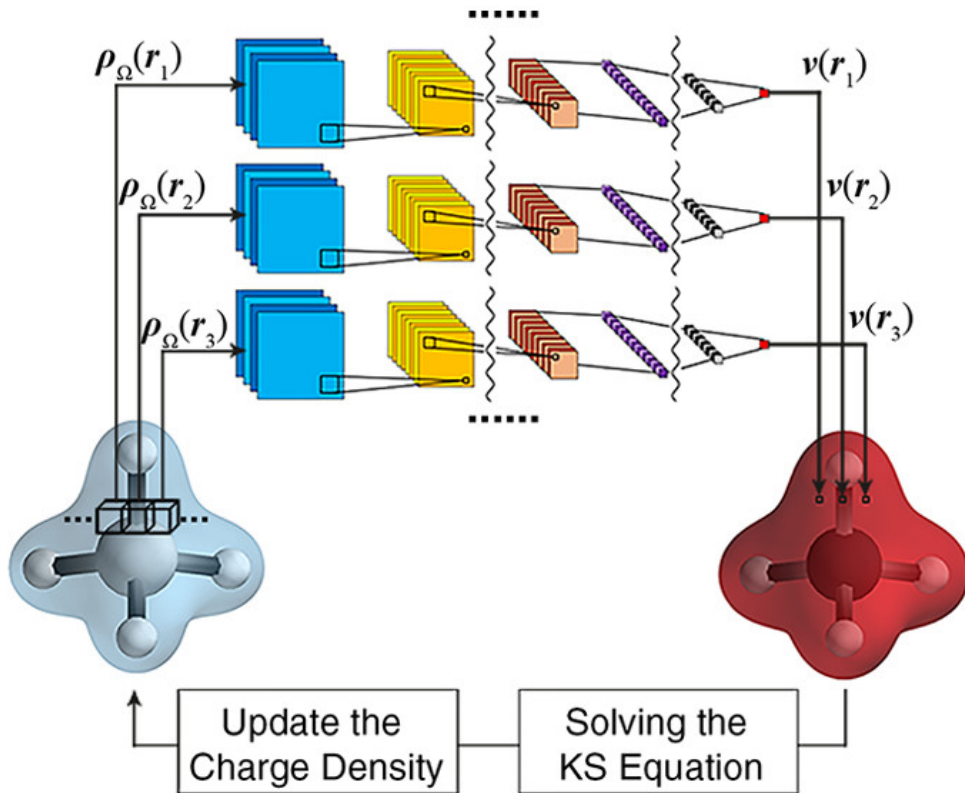 ......
ρΩ(r1)
v(r1)
ρΩ(r2)
v(r2)
ρΩ(r3)
v(r3)
......
... ...
Update the
Charge Density
Solving the
KS Equation